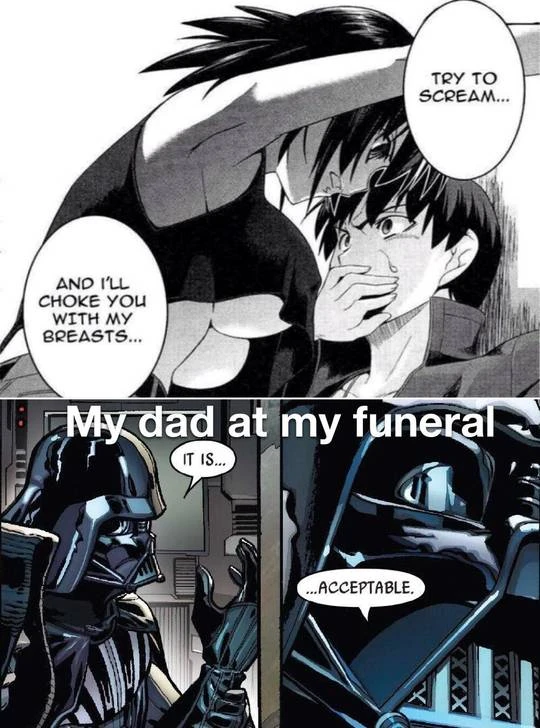 TRY TO
SCREAM...
AND I'LL
CHOKE YOU
WITH MY
BREASTS...
My dad at my funeral
IT IS...
...ACCEPTABLE.